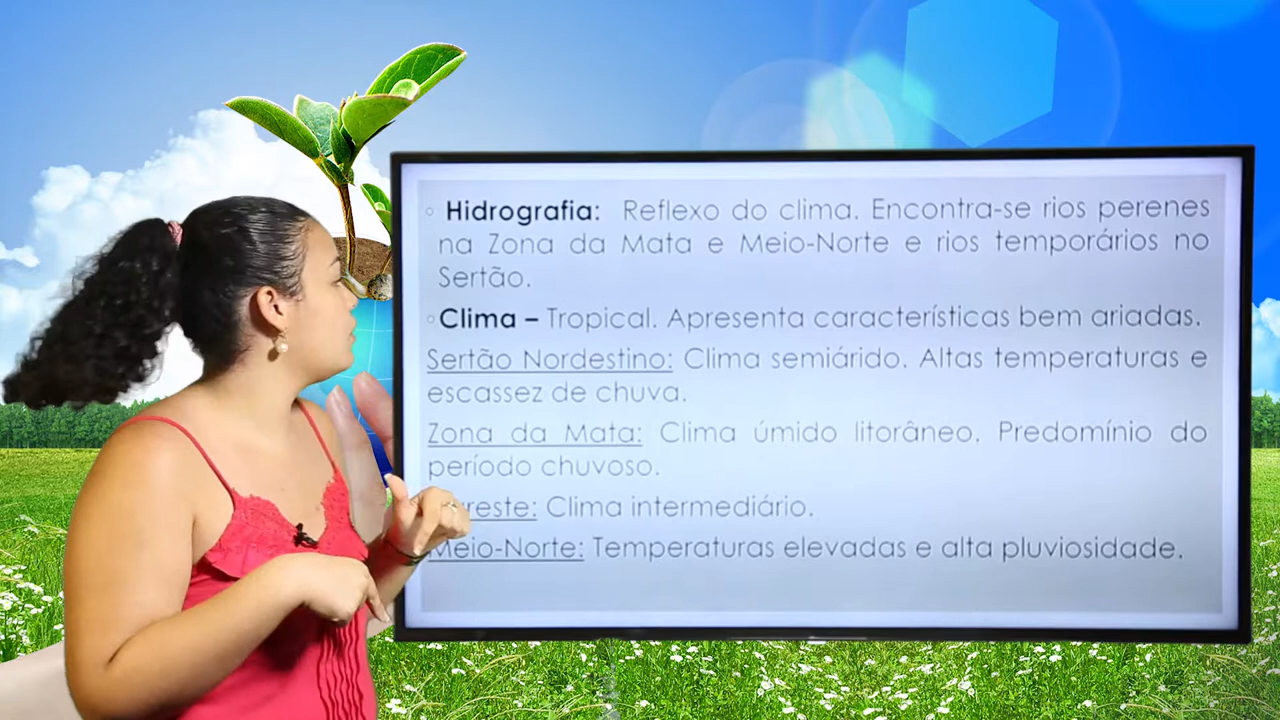 ◦ Hidrografia: Reflexo do clima. Encontra-se rios perenes
na Zona da Mata e Meio-Norte e rios temporários no
Sertão.
◦ Clima – Tropical. Apresenta características bem ariadas.
Sertão Nordestino: Clima semiárido. Altas temperaturas e
escassez de chuva.
Zona da Mata: Clima úmido litorâneo. Predomínio do
período chuvoso.
Clima intermediário.
Meio-Norte: Temperaturas elevadas e alta pluviosidade.